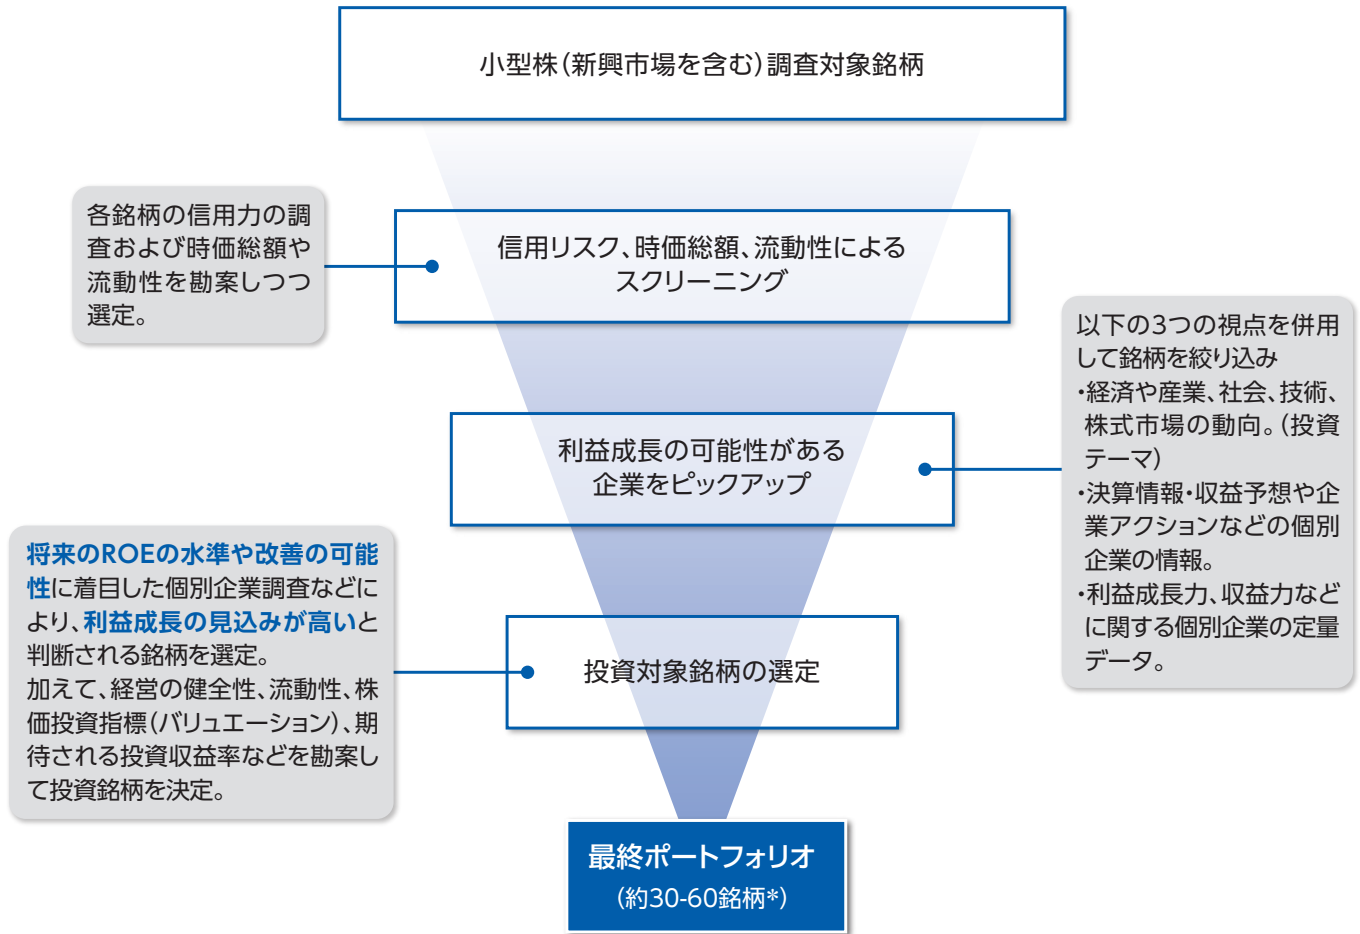 小型株(新興市場を含む)調査対象銘柄
各銘柄の信用力の調
査および時価総額や
流動性を勘案しつつ
選定。
信用リスク、時価総額、流動性による
スクリーニング
以下の3つの視点を併用
して銘柄を絞り込み
・経済や産業、社会、技術、
株式市場の動向。(投資
テーマ)
・決算情報・収益予想や企
業アクションなどの個別
企業の情報。
・利益成長力、収益力など
に関する個別企業の定量
データ。
利益成長の可能性がある
企業をピックアップ
将来のROEの水準や改善の可能
性に着目した個別企業調査などに
より、利益成長の見込みが高いと
判断される銘柄を選定。
加えて、経営の健全性、流動性、株
価投資指標(バリュエーション)、期
待される投資収益率などを勘案し
て投資銘柄を決定。
投資対象銘柄の選定
最終ポートフォリオ
(約30-60銘柄*)